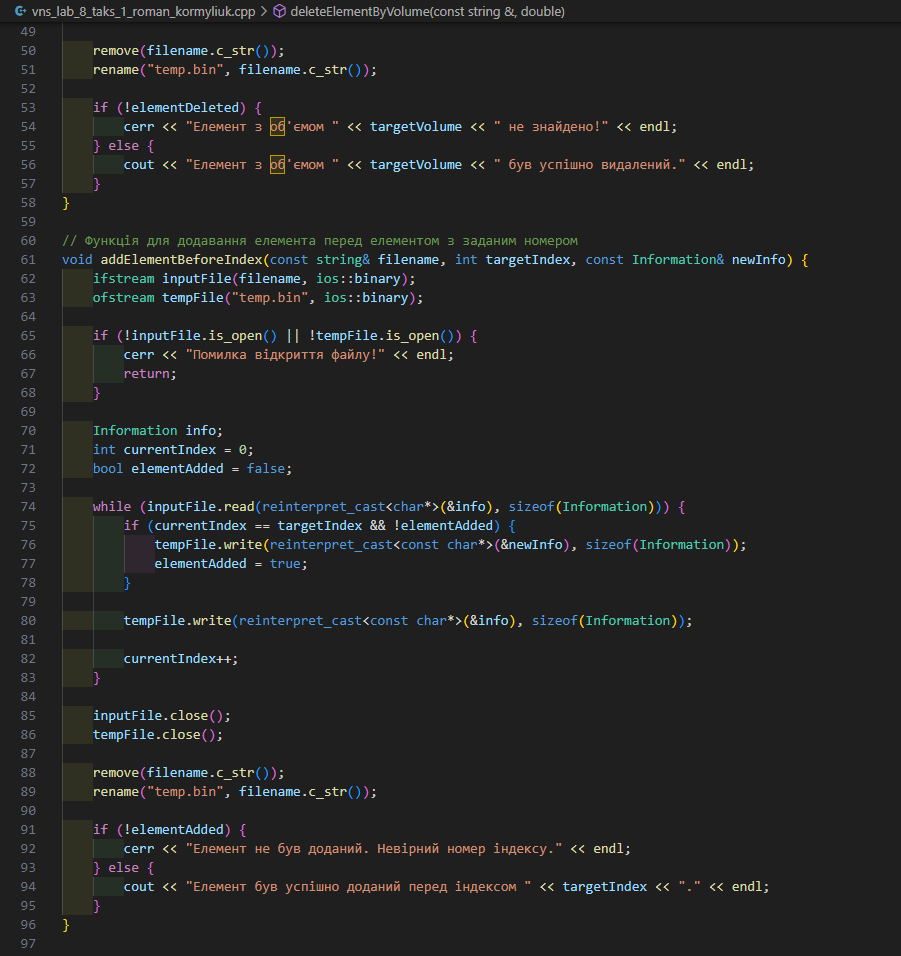 vns_lab_8_taks_1_roman_kormyliuk.cpp > deleteElementByVolume(const string &, double)
49
50 remove(filename.c_str());
51 rename("temp.bin", filename.c_str());
52
53 if (!elementDeleted) {
54 cerr << "Елемент з об'ємом " << targetVolume << " не знайдено!" << endl;
55 } else {
56 cout << "Елемент з об'ємом " << targetVolume << " був успішно видалений." << endl;
57 }
58 }
59
60 // Функція для додавання елемента перед елементом з заданим номером
61 void addElementBeforeIndex(const string& filename, int targetIndex, const Information& newInfo) {
62 ifstream inputFile(filename, ios::binary);
63 ofstream tempFile("temp.bin", ios::binary);
64
65 if (!inputFile.is_open() || !tempFile.is_open()) {
66 cerr << "Помилка відкриття файлу!" << endl;
67 return;
68 }
69
70 Information info;
71 int currentIndex = 0;
72 bool elementAdded = false;
73
74 while (inputFile.read(reinterpret_cast<char*>(&info), sizeof(Information))) {
75 if (currentIndex == targetIndex && !elementAdded) {
76 tempFile.write(reinterpret_cast<const char*>(&newInfo), sizeof(Information));
77 elementAdded = true;
78 }
79
80 tempFile.write(reinterpret_cast<const char*>(&info), sizeof(Information));
81
82 currentIndex++;
83 }
84
85 inputFile.close();
86 tempFile.close();
87
88 remove(filename.c_str());
89 rename("temp.bin", filename.c_str());
90
91 if (!elementAdded) {
92 cerr << "Елемент не був доданий. Невірний номер індексу." << endl;
93 } else {
94 cout << "Елемент був успішно доданий перед індексом " << targetIndex << "." << endl;
95 }
96 }
97